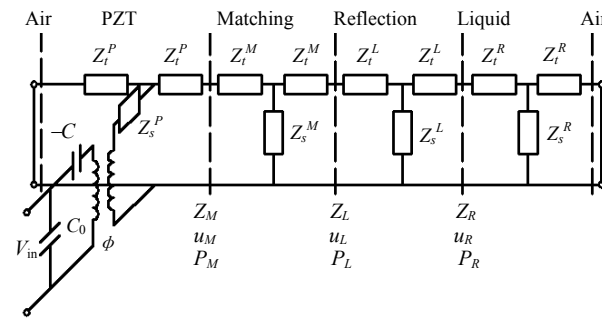 Air PZT Matching Reflection Liquid Air
Z_t^P Z_t^P Z_t^M Z_t^M Z_t^L Z_t^L Z_t^R Z_t^R
Z_s^P Z_s^M Z_s^L Z_s^R
−C
C_0
V_in
ϕ
Z_M Z_L Z_R
u_M u_L u_R
P_M P_L P_R